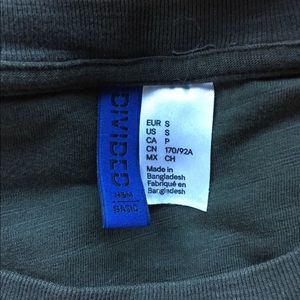 DIVIDED
H&M
BASIC
EUR S
US S
CA P
CN 170/92A
MX CH
Made in
Bangladesh
Fabriqué en
Bangladesh